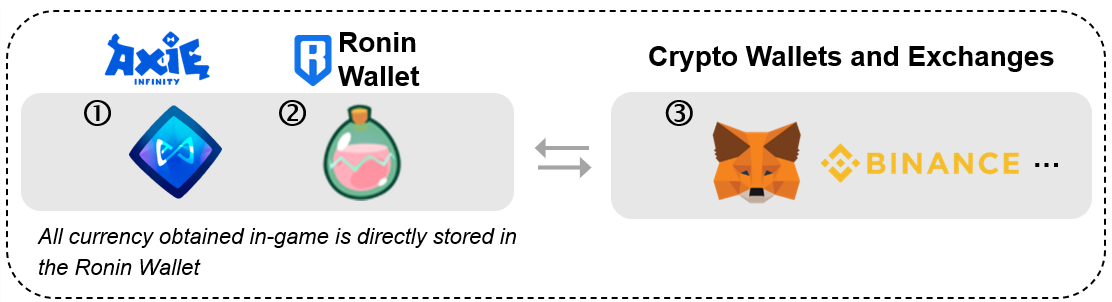 AXIE
INFINITY
Ronin
Wallet
Crypto Wallets and Exchanges
①
②
③
BINANCE ...
All currency obtained in-game is directly stored in
the Ronin Wallet